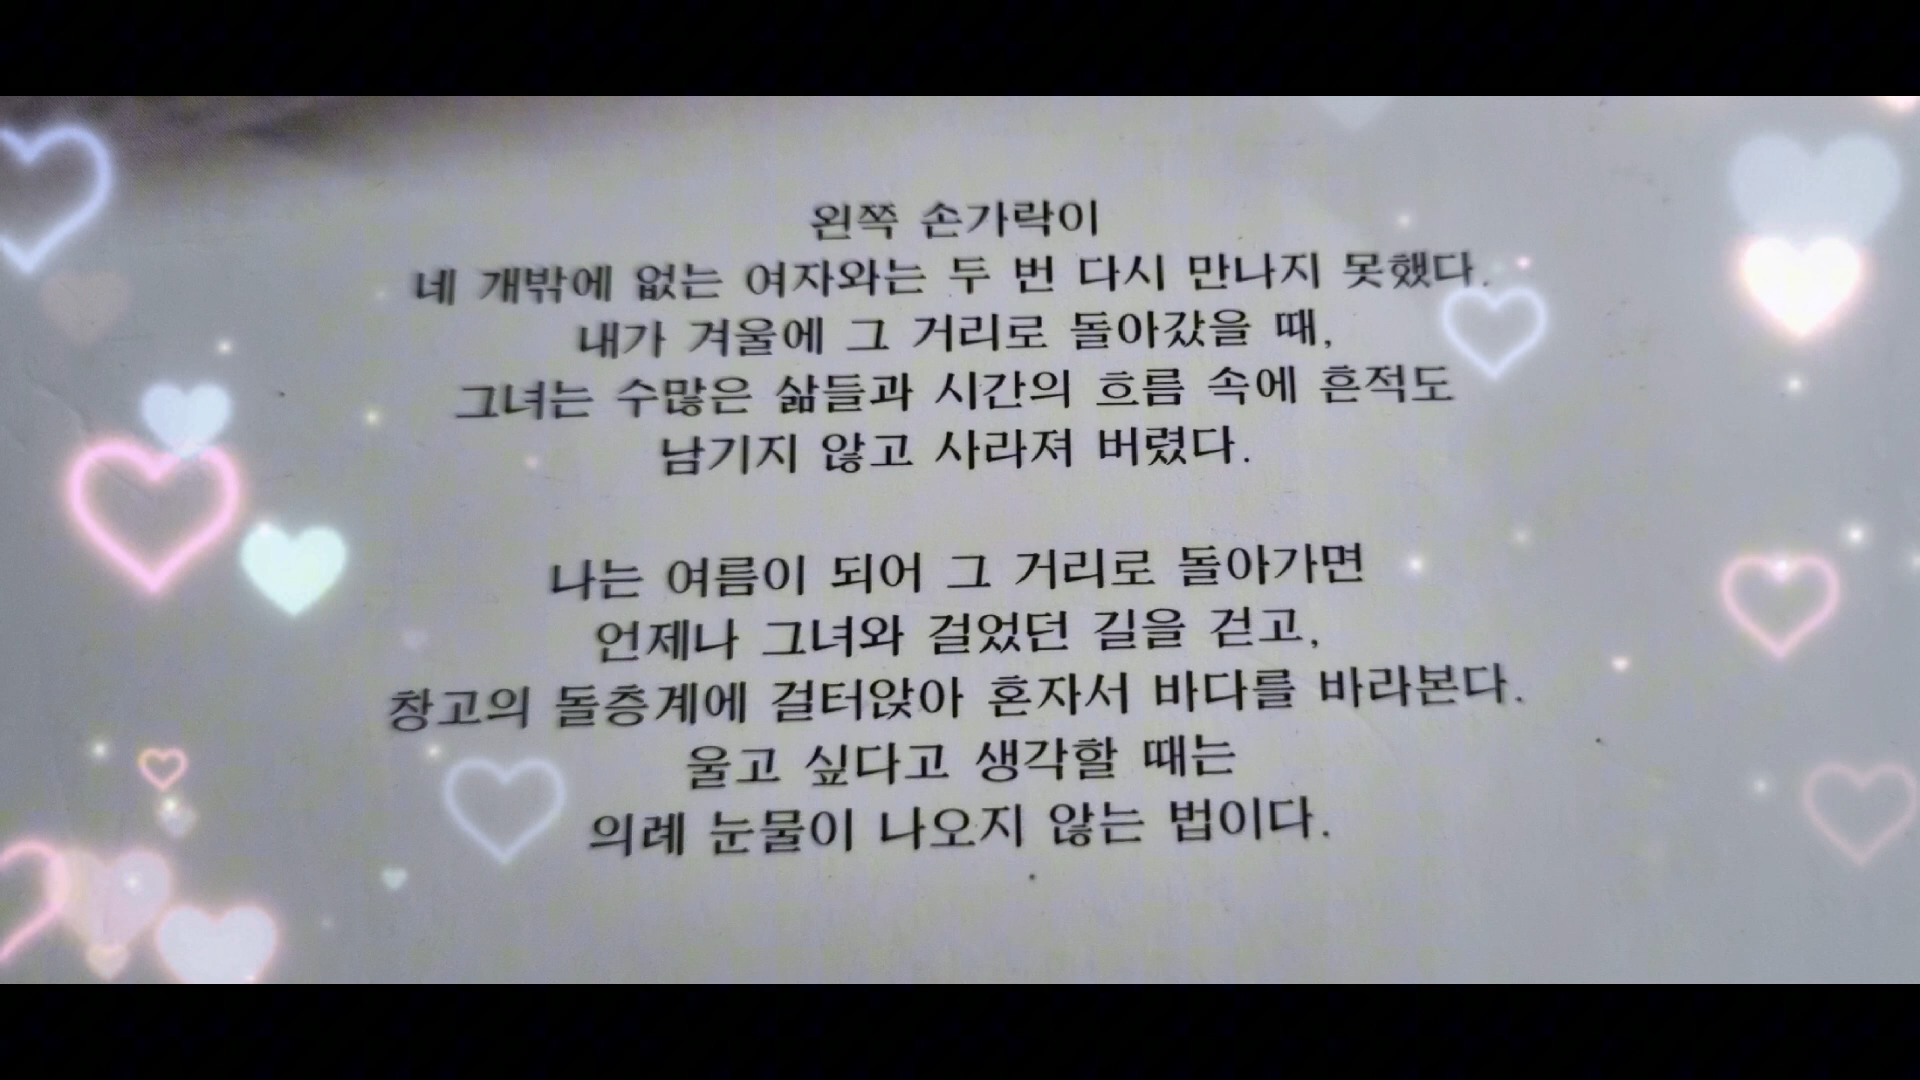 왼쪽 손가락이
네 개밖에 없는 여자와는 두 번 다시 만나지 못했다.
내가 겨울에 그 거리로 돌아갔을 때,
그녀는 수많은 삶들과 시간의 흐름 속에 흔적도
남기지 않고 사라져 버렸다.
나는 여름이 되어 그 거리로 돌아가면
언제나 그녀와 걸었던 길을 걷고,
창고의 돌층계에 걸터앉아 혼자서 바다를 바라본다.
울고 싶다고 생각할 때는
의례 눈물이 나오지 않는 법이다.